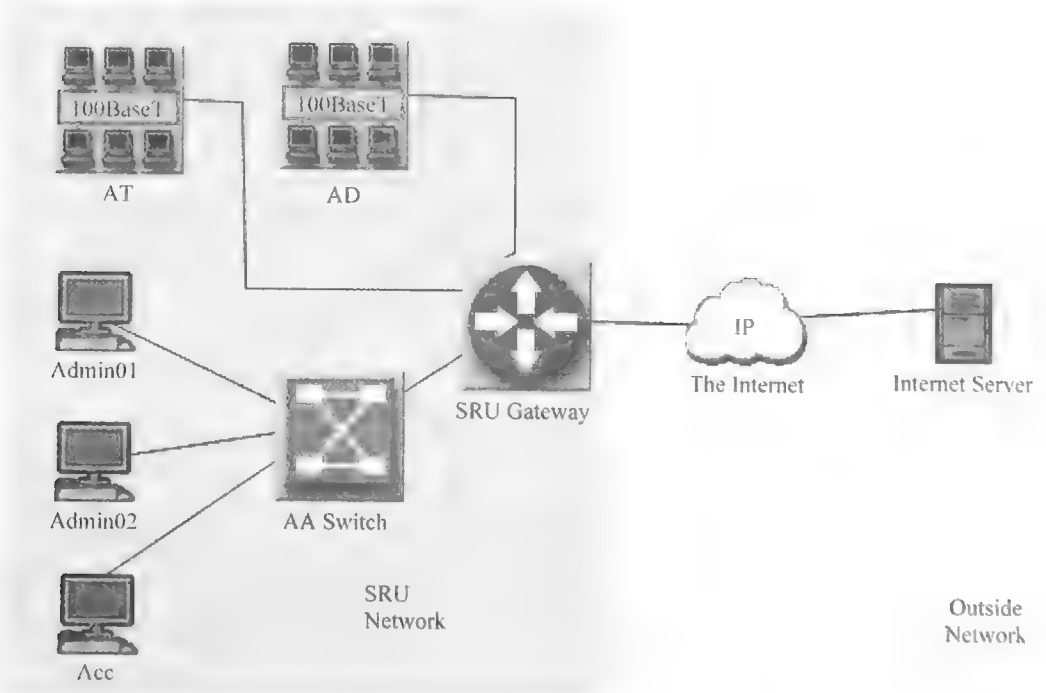 100BaseT
100BaseT
AT
AD
Admin01
IP
The Internet
Internet Server
SRU Gateway
Admin02
AA Switch
SRU
Network
Outside
Network
Acc